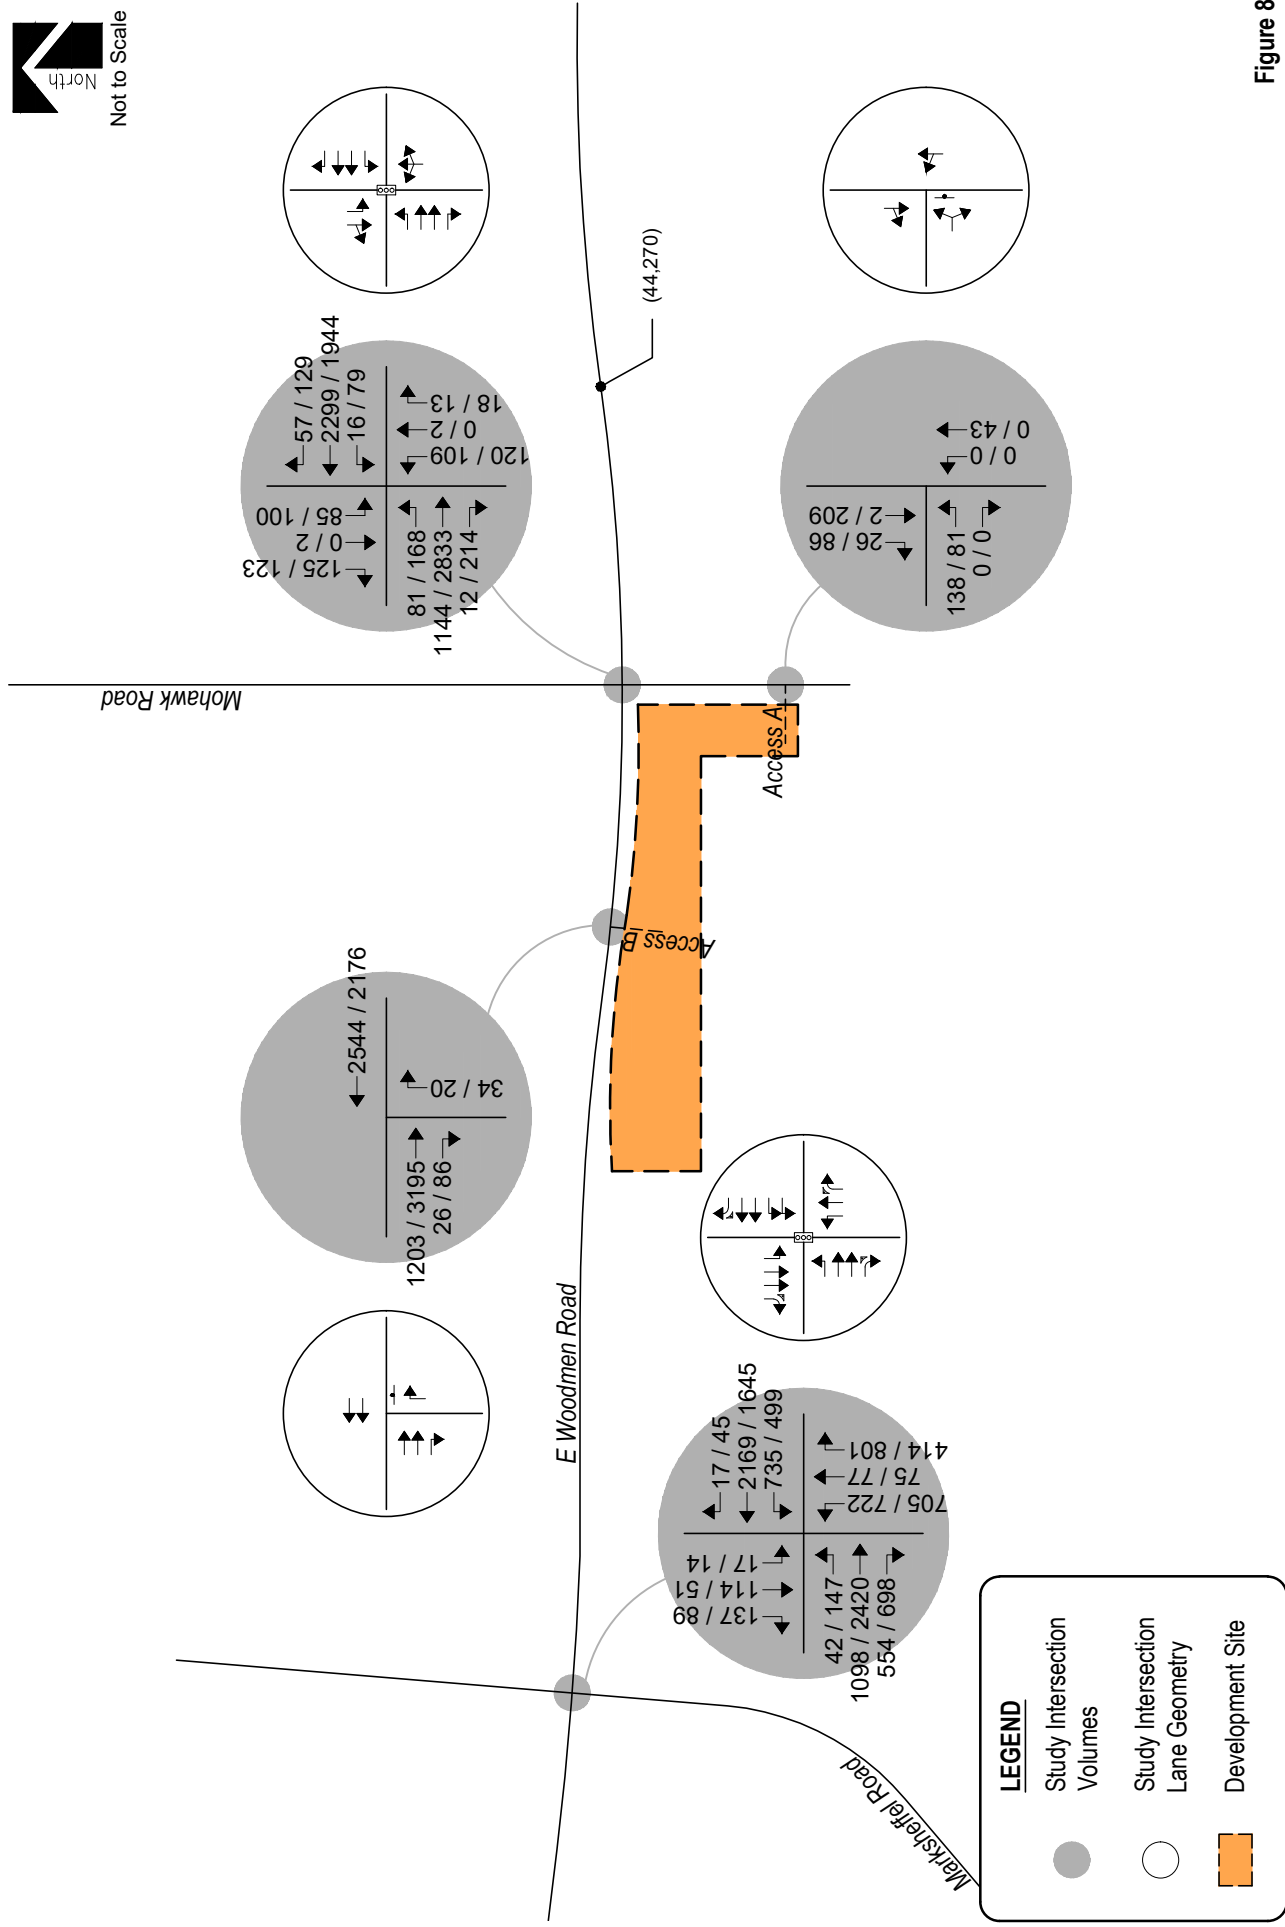 North
Not to Scale
Figure 8
Mohawk Road
E Woodmen Road
Marksheffel Road
Access A
Access B
(44,270)
17 / 45
2169 / 1645
735 / 499
137 / 89
114 / 51
17 / 14
42 / 147
1098 / 2420
554 / 698
705 / 722
75 / 77
414 / 801
2544 / 2176
1203 / 3195
26 / 86
34 / 20
57 / 129
2299 / 1944
16 / 79
125 / 123
0 / 2
85 / 100
81 / 168
1144 / 2833
12 / 214
120 / 109
0 / 2
18 / 13
26 / 86
2 / 209
138 / 81
0 / 0
0 / 0
0 / 43
LEGEND
Study Intersection
Volumes
Study Intersection
Lane Geometry
Development Site